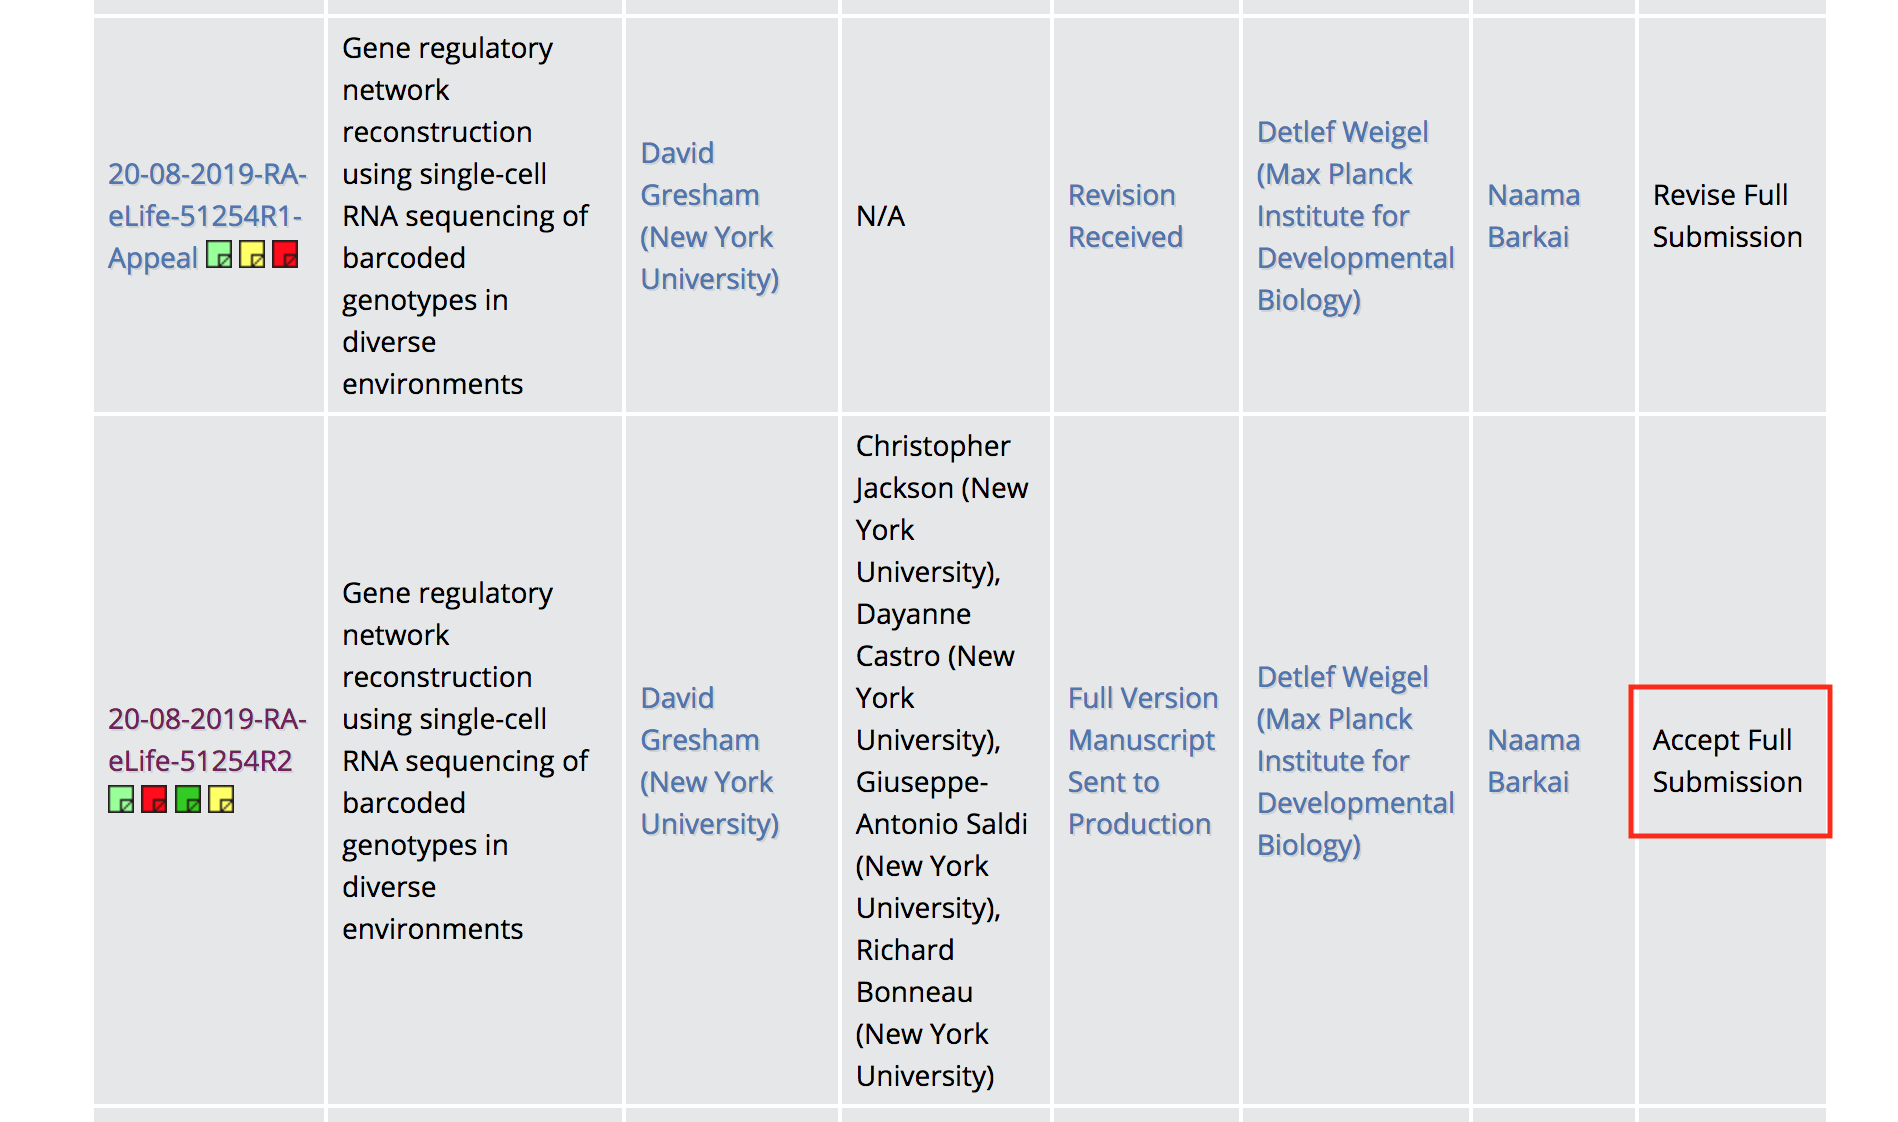 20-08-2019-RA-
eLife-51254R1-
Appeal
Gene regulatory
network
reconstruction
using single-cell
RNA sequencing of
barcoded
genotypes in
diverse
environments
David
Gresham
(New York
University)
N/A
Revision
Received
Detlef Weigel
(Max Planck
Institute for
Developmental
Biology)
Naama
Barkai
Revise Full
Submission
20-08-2019-RA-
eLife-51254R2
Gene regulatory
network
reconstruction
using single-cell
RNA sequencing of
barcoded
genotypes in
diverse
environments
David
Gresham
(New York
University)
Christopher
Jackson (New
York
University),
Dayanne
Castro (New
York
University),
Giuseppe-
Antonio Saldi
(New York
University),
Richard
Bonneau
(New York
University)
Full Version
Manuscript
Sent to
Production
Detlef Weigel
(Max Planck
Institute for
Developmental
Biology)
Naama
Barkai
Accept Full
Submission